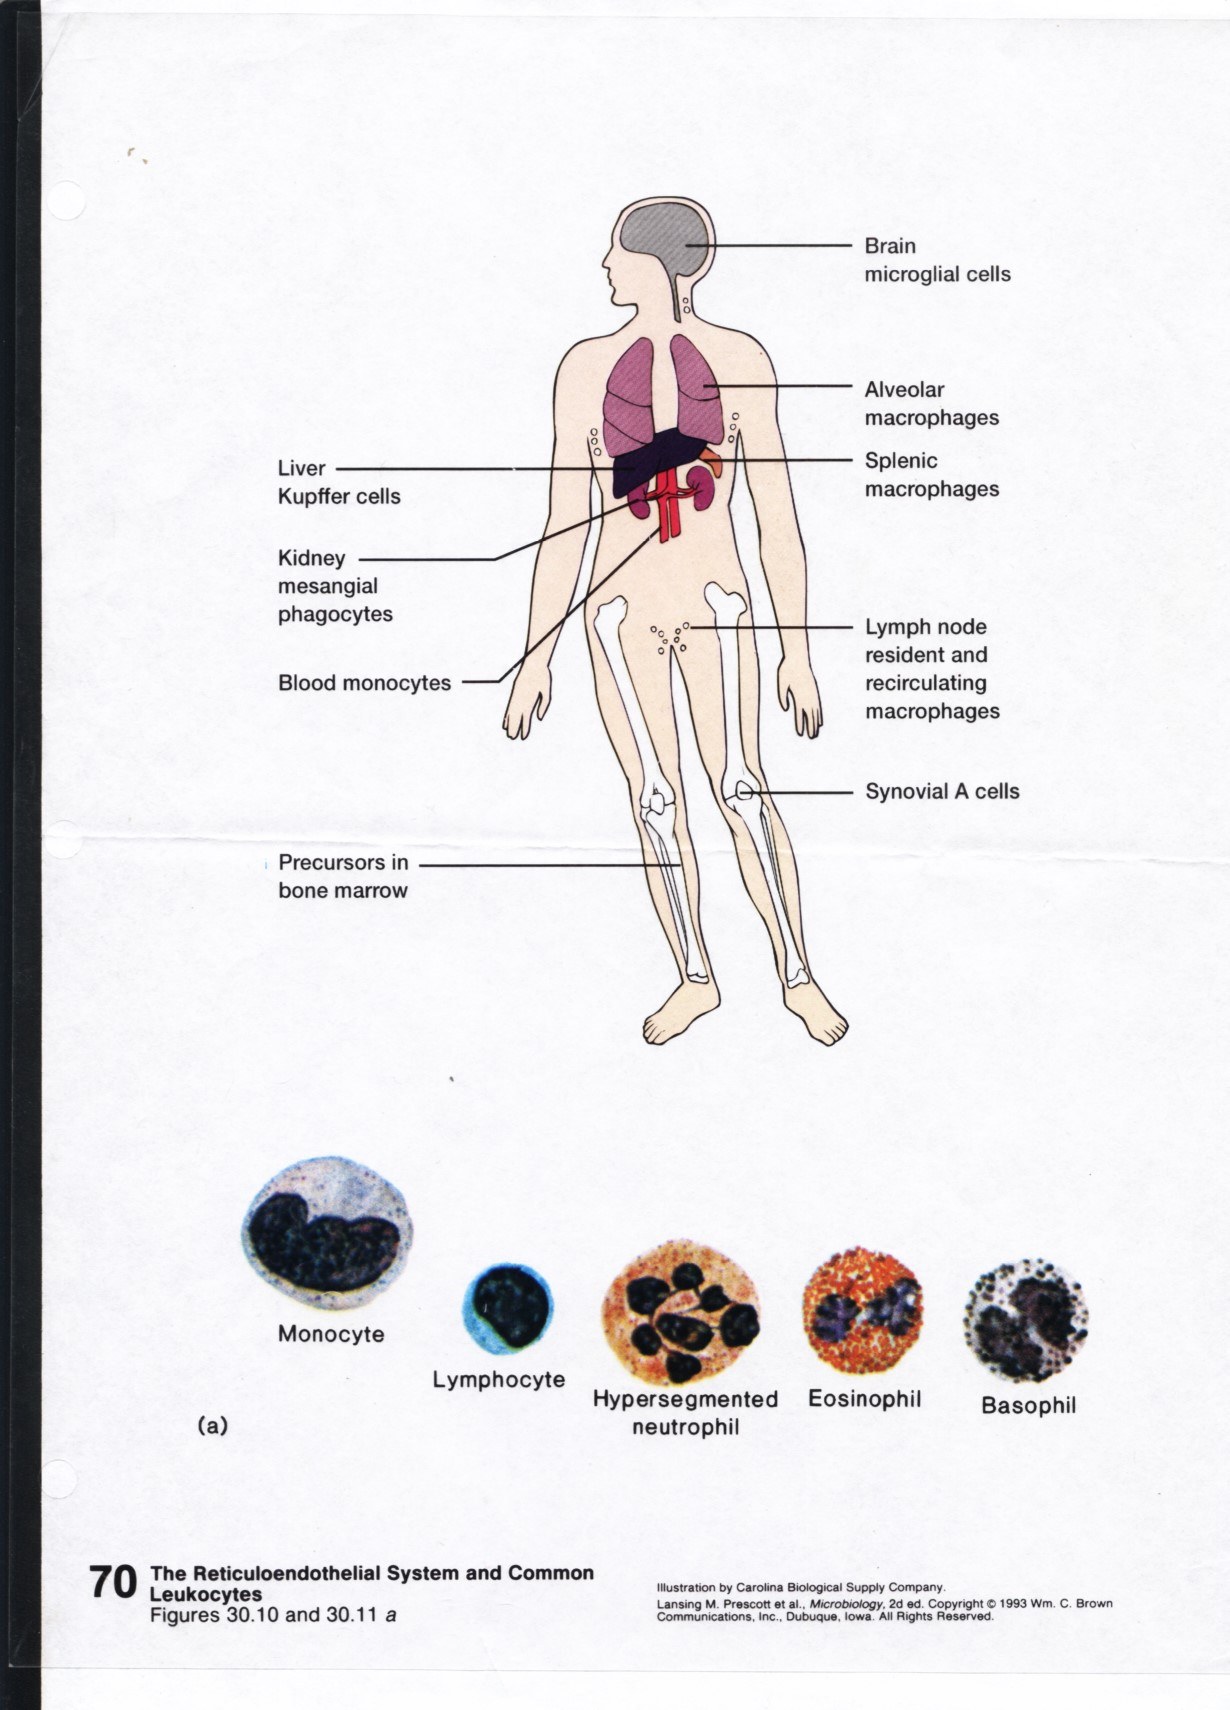 Brain
microglial cells
Alveolar
macrophages
Splenic
macrophages
Liver
Kupffer cells
Kidney
mesangial
phagocytes
Lymph node
resident and
recirculating
macrophages
Blood monocytes
Synovial A cells
Precursors in
bone marrow
Monocyte
Lymphocyte
Hypersegmented
neutrophil
Eosinophil
Basophil
(a)
70 The Reticuloendothelial System and Common
Leukocytes
Figures 30.10 and 30.11 a
Illustration by Carolina Biological Supply Company.
Lansing M. Prescott et al., Microbiology, 2d ed. Copyright © 1993 Wm. C. Brown
Communications, Inc., Dubuque, Iowa. All Rights Reserved.